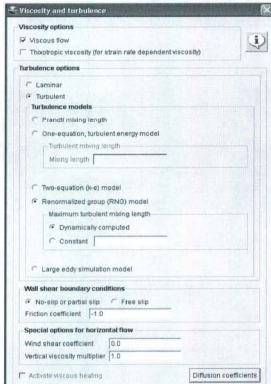 Viscosity and turbulence
Viscosity options
Viscous flow
Thixotropic viscosity (for strain rate dependent viscosity)
Turbulence options
Laminar
Turbulent
Turbulence models
Prandtl mixing length
One-equation, turbulent energy model
Turbulent mixing length
Mixing length
Two-equation (k-e) model
Renormalized group (RNG) model
Maximum turbulent mixing length
Dynamically computed
Constant
Large eddy simulation model
Wall shear boundary conditions
No-slip or partial slip Free slip
Friction coefficient -1.0
Special options for horizontal flow
Wind shear coefficient 0.0
Vertical viscosity multiplier 1.0
Activate viscous heating Diffusion coefficients